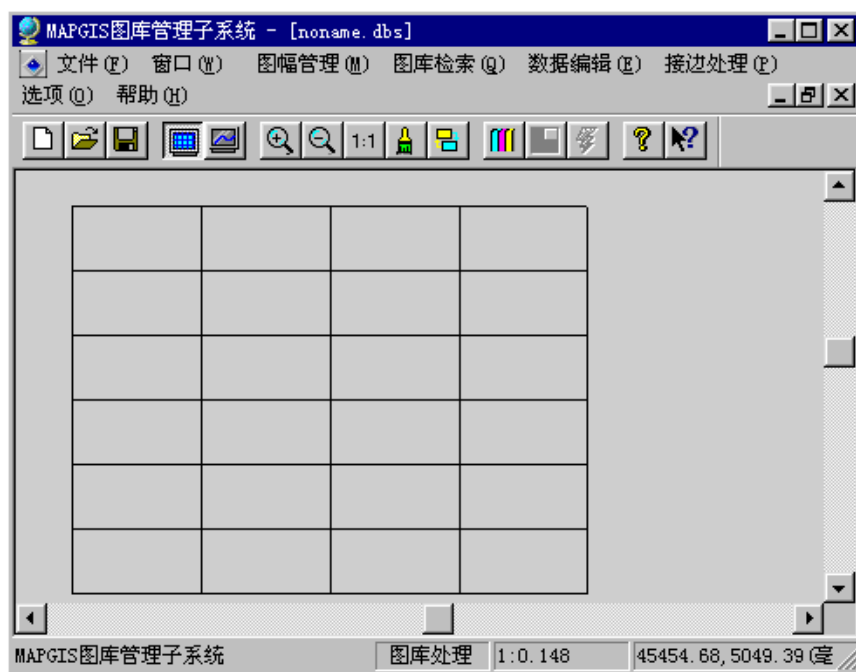 MAPGIS图库管理子系统 - [noname.dbs]
文件(F) 窗口(W) 图幅管理(M) 图库检索(Q) 数据编辑(E) 接边处理(P)
选项(O) 帮助(H)
1:1
MAPGIS图库管理子系统 图库处理 1:0.148 45454.68,5049.39(毫